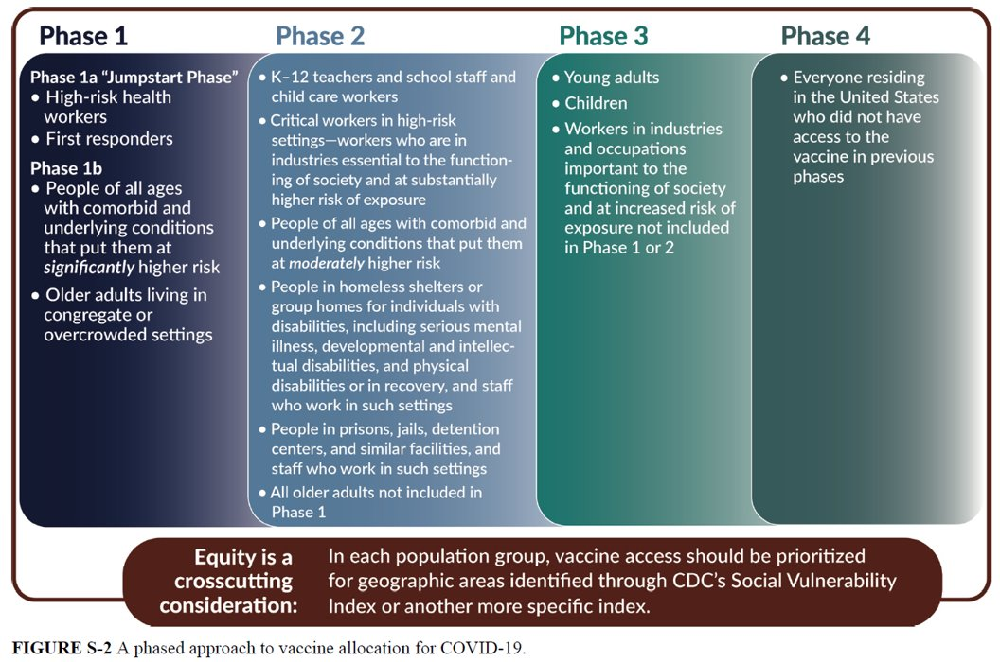 Phase 1
Phase 1a “Jumpstart Phase”
• High-risk health
workers
• First responders
Phase 1b
• People of all ages
with comorbid and
underlying conditions
that put them at
significantly higher risk
• Older adults living in
congregate or
overcrowded settings
Phase 2
• K–12 teachers and school staff and
child care workers
• Critical workers in high-risk
settings—workers who are in
industries essential to the function-
ing of society and at substantially
higher risk of exposure
• People of all ages with comorbid and
underlying conditions that put them
at moderately higher risk
• People in homeless shelters or
group homes for individuals with
disabilities, including serious mental
illness, developmental and intellec-
tual disabilities, and physical
disabilities or in recovery, and staff
who work in such settings
• People in prisons, jails, detention
centers, and similar facilities, and
staff who work in such settings
• All older adults not included in
Phase 1
Phase 3
• Young adults
• Children
• Workers in industries
and occupations
important to the
functioning of society
and at increased risk of
exposure not included
in Phase 1 or 2
Phase 4
• Everyone residing
in the United States
who did not have
access to the
vaccine in previous
phases
Equity is a
crosscutting
consideration:
In each population group, vaccine access should be prioritized
for geographic areas identified through CDC’s Social Vulnerability
Index or another more specific index.
FIGURE S-2 A phased approach to vaccine allocation for COVID-19.